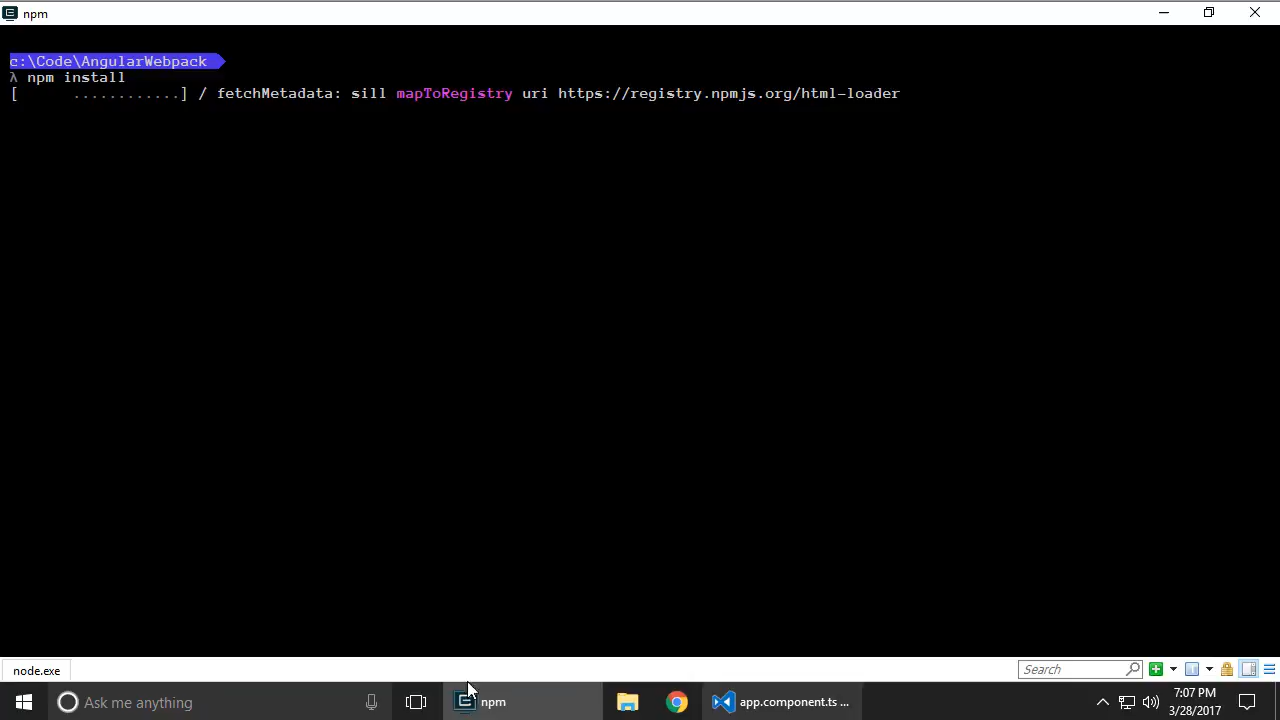 npm
c:\Code\AngularWebpack
λ npm install
[      ............] / fetchMetadata: sill mapToRegistry uri https://registry.npmjs.org/html-loader
node.exe
Search
Ask me anything
npm
app.component.ts ...
7:07 PM
3/28/2017